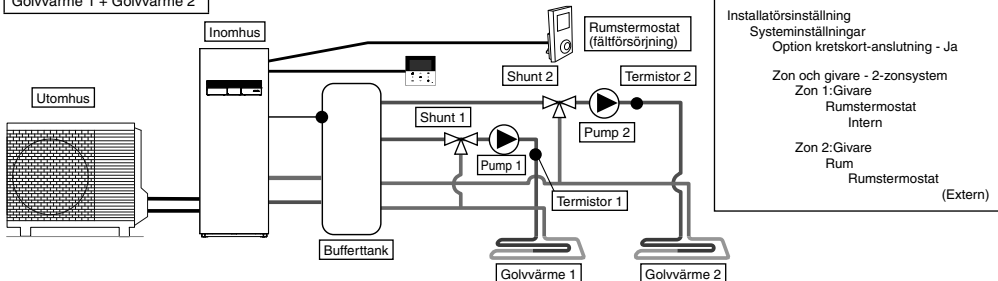 Golvvärme 1 + Golvvärme 2
Inomhus
Rumstermostat
(fältförsörjning)
Shunt 2
Termistor 2
Utomhus
Shunt 1
Pump 2
Pump 1
Termistor 1
Bufferttank
Golvvärme 1
Golvvärme 2
Installatörsinställning
Systeminställningar
Option kretskort-anslutning - Ja
Zon och givare - 2-zonsystem
Zon 1:Givare
Rumstermostat
Intern
Zon 2:Givare
Rum
Rumstermostat
(Extern)